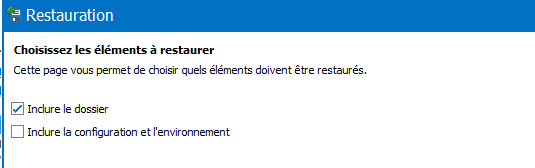 Restauration
Choisissez les éléments à restaurer
Cette page vous permet de choisir quels éléments doivent être restaurés.
Inclure le dossier
Inclure la configuration et l'environnement